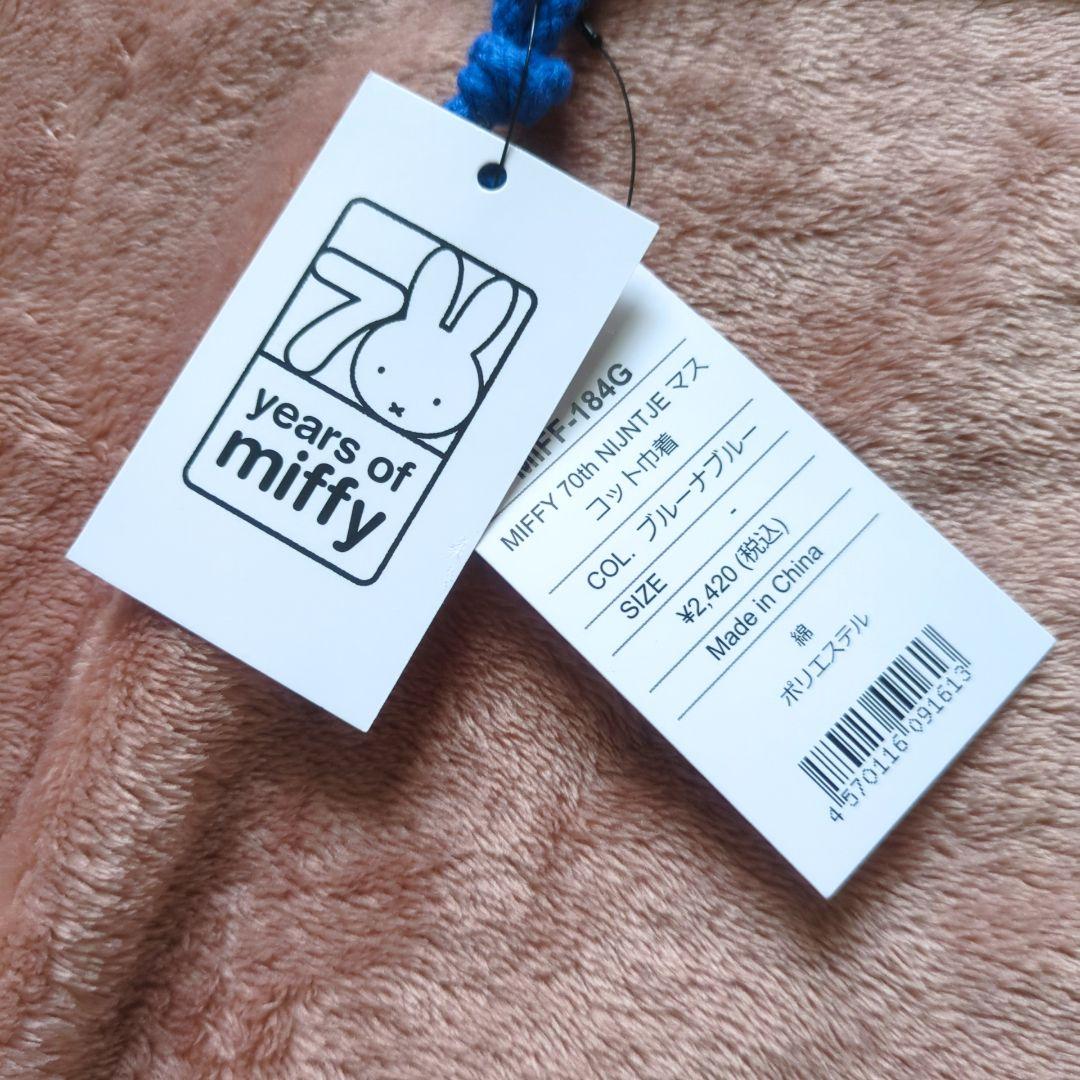 70
years of
miffy
MIFF-184G
MIFFY 70th NIJNTJE マス
コット巾着
COL. ブルーナブルー
SIZE -
¥2,420 (税込)
Made in China
綿
ポリエステル
4570116091613